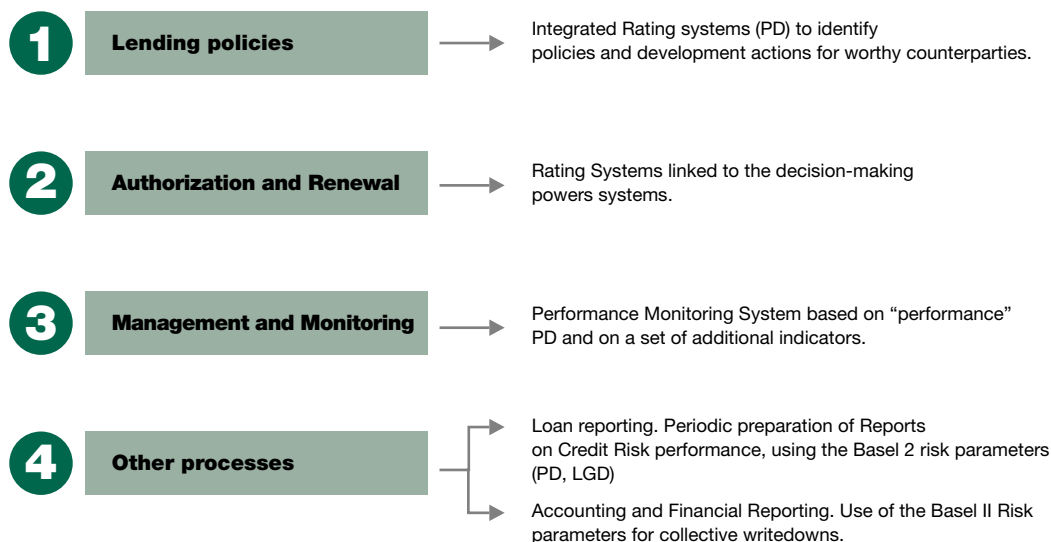 1
Lending policies
Integrated Rating systems (PD) to identify
policies and development actions for worthy counterparties.
2
Authorization and Renewal
Rating Systems linked to the decision-making
powers systems.
3
Management and Monitoring
Performance Monitoring System based on “performance”
PD and on a set of additional indicators.
4
Other processes
Loan reporting. Periodic preparation of Reports
on Credit Risk performance, using the Basel 2 risk parameters
(PD, LGD)
Accounting and Financial Reporting. Use of the Basel II Risk
parameters for collective writedowns.